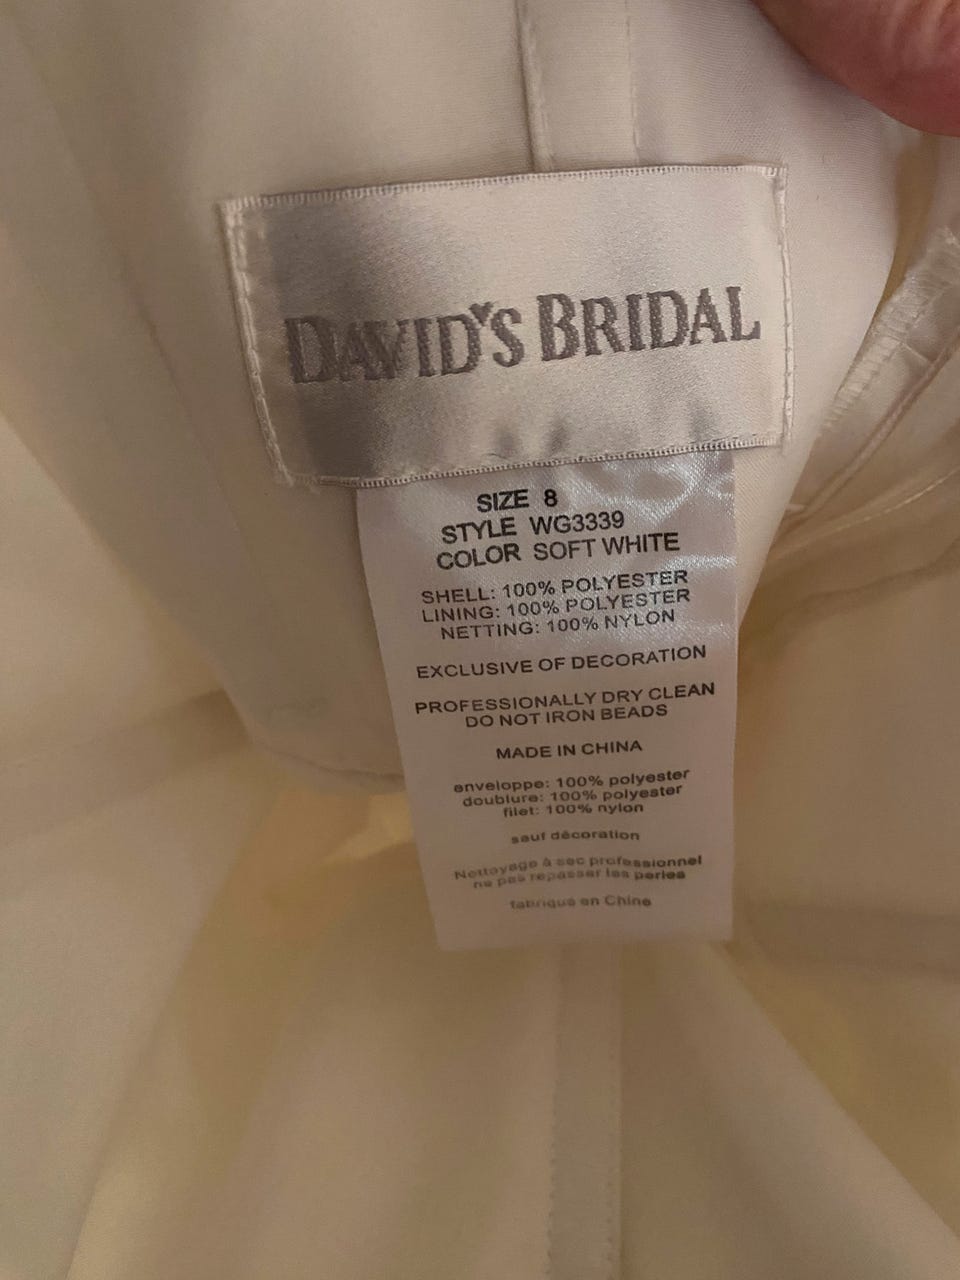 DAVID'S BRIDAL
SIZE 8
STYLE WG3339
COLOR SOFT WHITE
SHELL: 100% POLYESTER
LINING: 100% POLYESTER
NETTING: 100% NYLON
EXCLUSIVE OF DECORATION
PROFESSIONALLY DRY CLEAN
DO NOT IRON BEADS
MADE IN CHINA
enveloppe: 100% polyester
doublure: 100% polyester
filet: 100% nylon
sauf décoration
Nettoyage à sec professionnel
ne pas repasser les perles
fabriqué en Chine